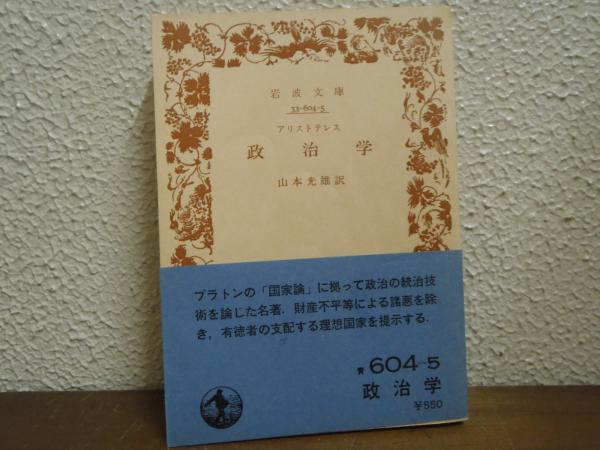 岩波文庫
33-604-5
アリストテレス
政治学
山本光雄訳
プラトンの「国家論」に拠って政治の統治技
術を論じた名著．財産不平等による諸悪を除
き，有徳者の支配する理想国家を提示する．
青 604-5
政治学
¥550